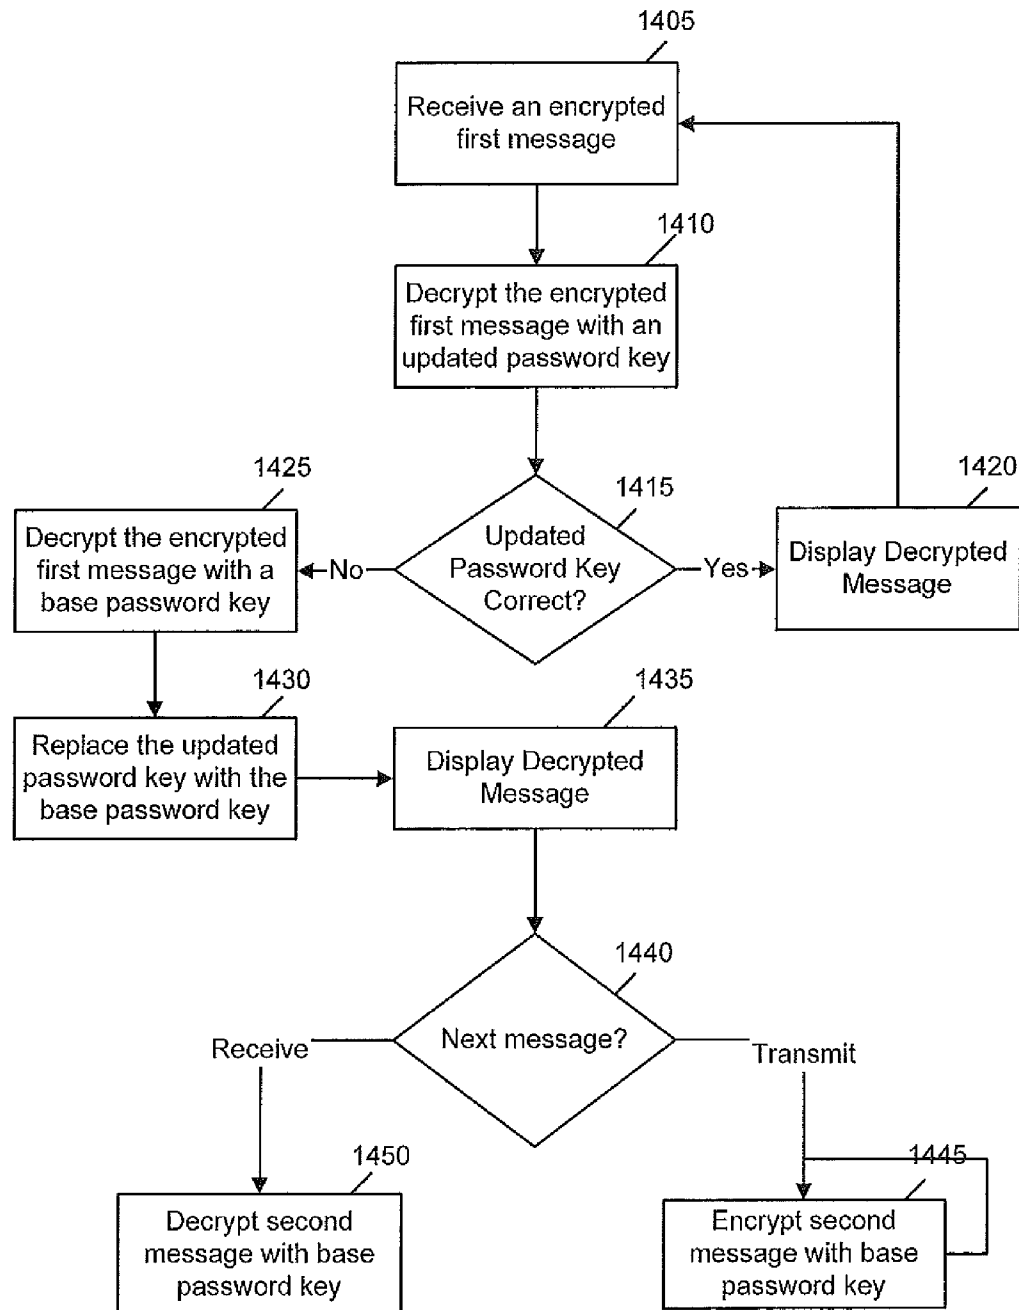 1405
Receive an encrypted
first message
1410
Decrypt the encrypted
first message with an
updated password key
1415
Updated
Password Key
Correct?
No
Yes
1420
Display Decrypted
Message
1425
Decrypt the encrypted
first message with a
base password key
1430
Replace the updated
password key with the
base password key
1435
Display Decrypted
Message
1440
Next message?
Receive
Transmit
1450
Decrypt second
message with base
password key
1445
Encrypt second
message with base
password key